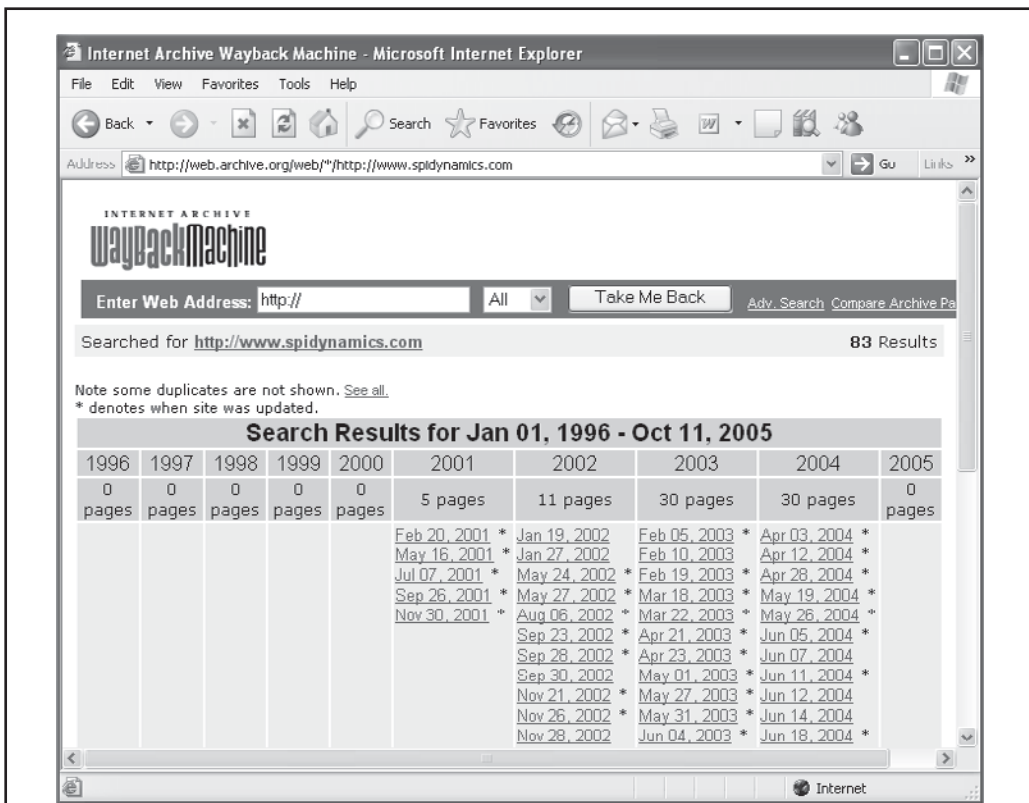 Internet Archive Wayback Machine - Microsoft Internet Explorer
File Edit View Favorites Tools Help
Back Search Favorites
Address http://web.archive.org/web/*/http://www.spidynamics.com Go Links »
INTERNET ARCHIVE
WayBackMachine
Enter Web Address: http:// All Take Me Back Adv. Search Compare Archive Pa
Searched for http://www.spidynamics.com 83 Results
Note some duplicates are not shown. See all.
* denotes when site was updated.
Search Results for Jan 01, 1996 - Oct 11, 2005
1996 1997 1998 1999 2000 2001 2002 2003 2004 2005
0 pages 0 pages 0 pages 0 pages 0 pages 5 pages 11 pages 30 pages 30 pages 0 pages
Feb 20, 2001 * Jan 19, 2002 Feb 05, 2003 * Apr 03, 2004 *
May 16, 2001 * Jan 27, 2002 Feb 10, 2003 Apr 12, 2004 *
Jul 07, 2001 * May 24, 2002 * Feb 19, 2003 * Apr 28, 2004 *
Sep 26, 2001 * May 27, 2002 * Mar 18, 2003 * May 19, 2004 *
Nov 30, 2001 * Aug 06, 2002 * Mar 22, 2003 * May 26, 2004 *
Sep 23, 2002 * Apr 21, 2003 * Jun 05, 2004 *
Sep 28, 2002 * Apr 23, 2003 * Jun 07, 2004
Sep 30, 2002 May 01, 2003 * Jun 11, 2004 *
Nov 21, 2002 * May 27, 2003 * Jun 12, 2004
Nov 26, 2002 * May 31, 2003 * Jun 14, 2004
Nov 28, 2002 Jun 04, 2003 * Jun 18, 2004 *
Internet